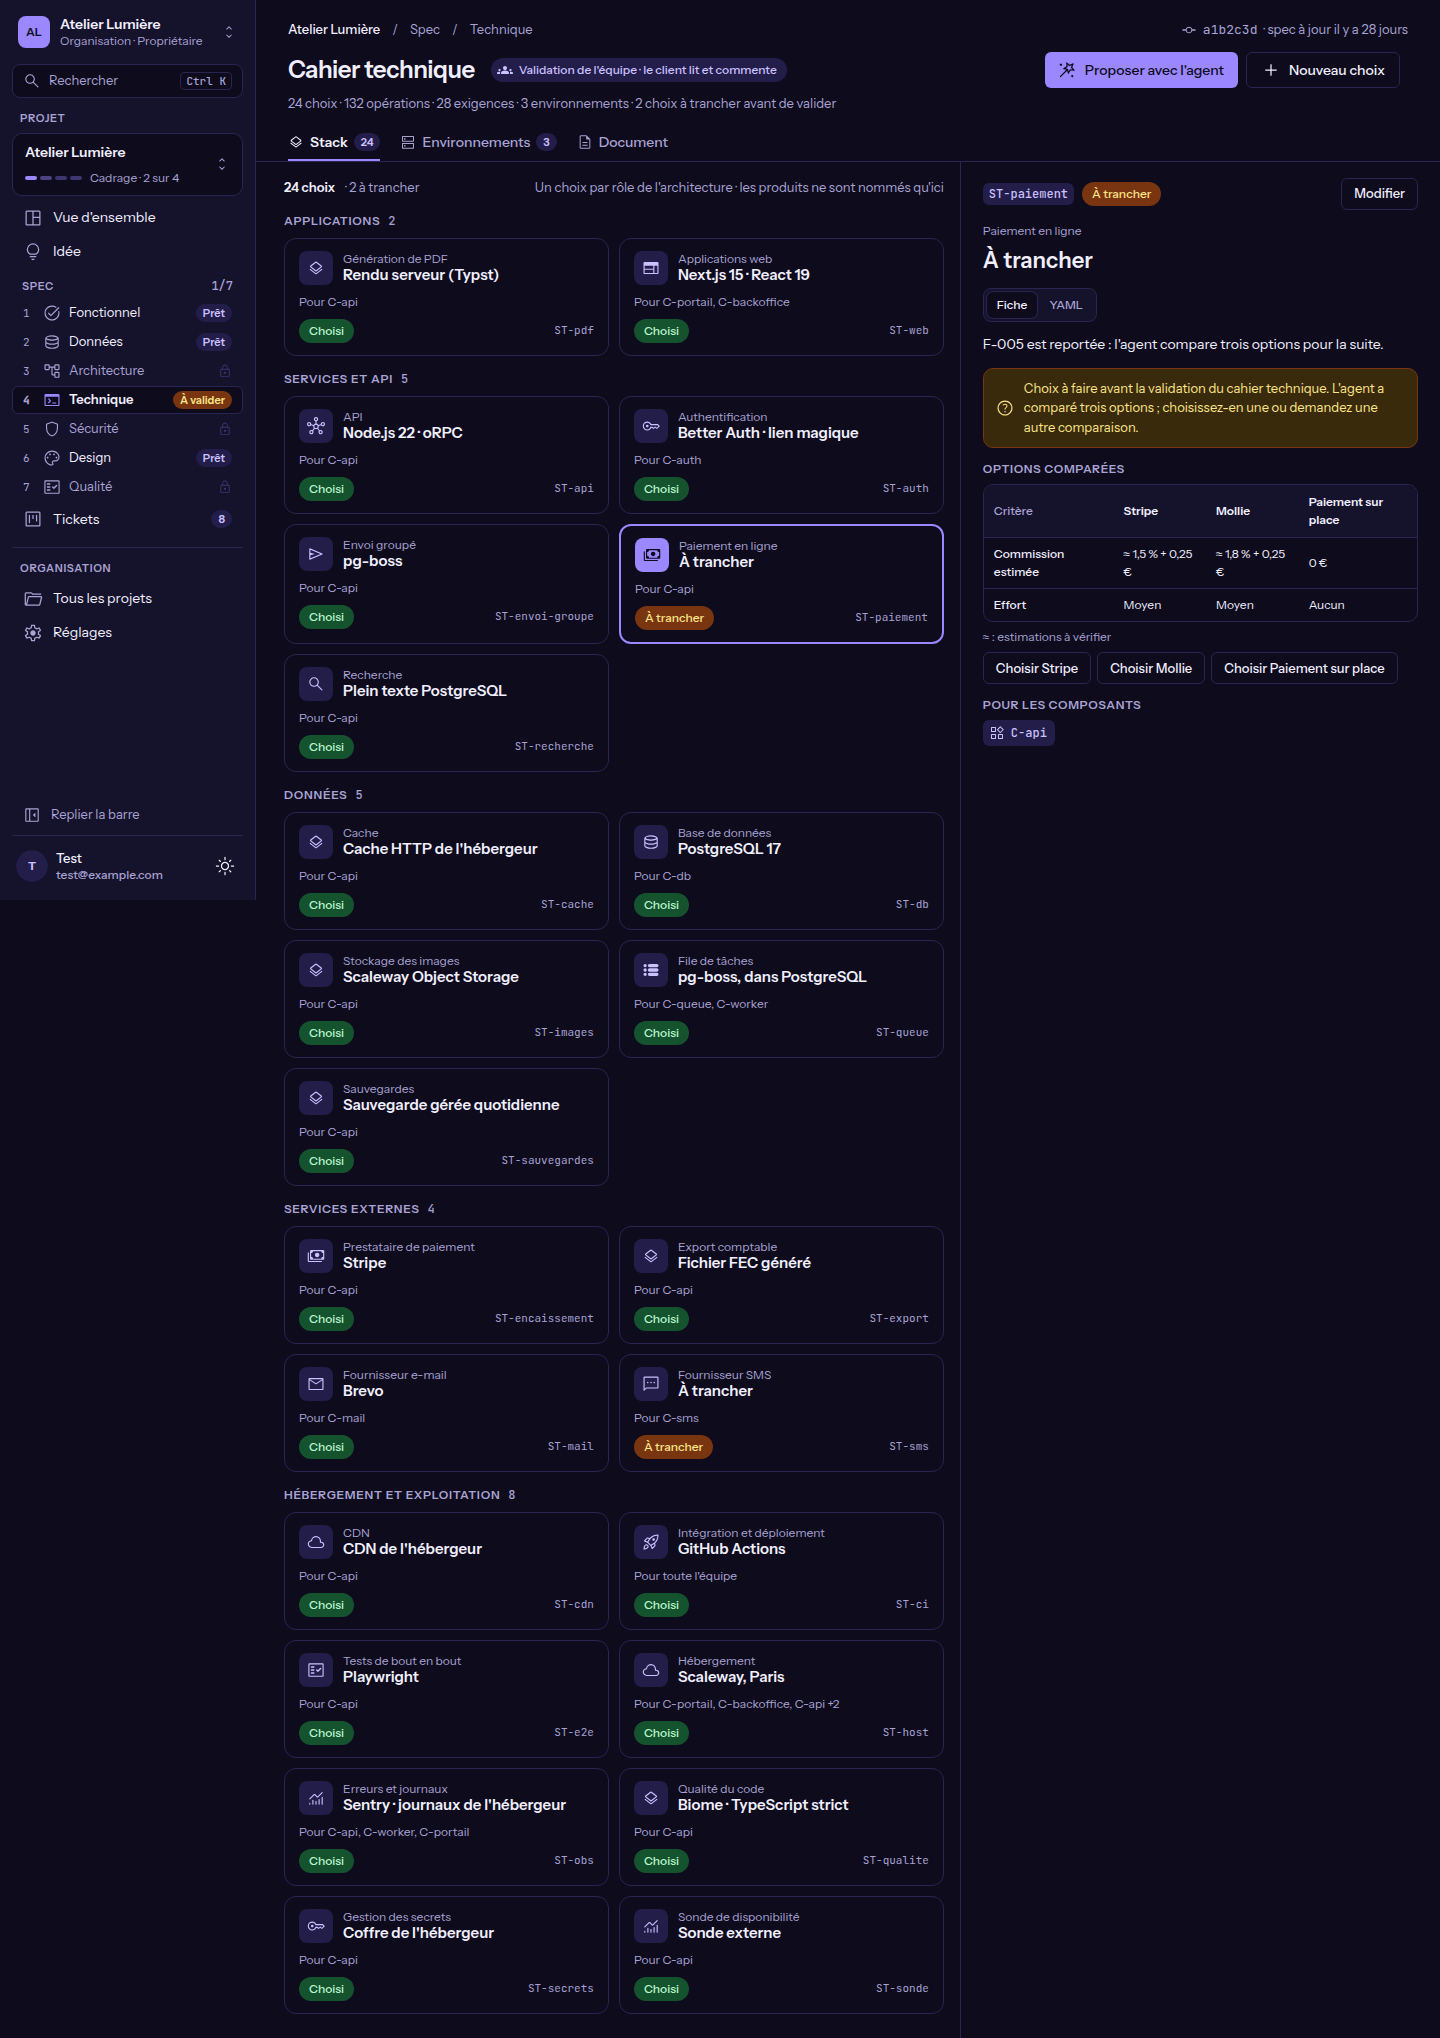 AL
Atelier Lumière
Organisation · Propriétaire
Rechercher
Ctrl K
PROJET
Atelier Lumière
Cadrage · 2 sur 4
Vue d'ensemble
Idée
SPEC 1/7
1 Fonctionnel Prêt
2 Données Prêt
3 Architecture
4 Technique À valider
5 Sécurité
6 Design Prêt
7 Qualité
Tickets 8
ORGANISATION
Tous les projets
Réglages
Replier la barre
T
Test
test@example.com
Atelier Lumière / Spec / Technique
a1b2c3d · spec à jour il y a 28 jours
Cahier technique
Validation de l'équipe · le client lit et commente
Proposer avec l'agent
Nouveau choix
24 choix · 132 opérations · 28 exigences · 3 environnements · 2 choix à trancher avant de valider
Stack 24
Environnements 3
Document
24 choix · 2 à trancher
Un choix par rôle de l'architecture · les produits ne sont nommés qu'ici
APPLICATIONS 2
Génération de PDF
Rendu serveur (Typst)
Pour C-api
Choisi ST-pdf
Applications web
Next.js 15 · React 19
Pour C-portail, C-backoffice
Choisi ST-web
SERVICES ET API 5
API
Node.js 22 · oRPC
Pour C-api
Choisi ST-api
Authentification
Better Auth · lien magique
Pour C-auth
Choisi ST-auth
Envoi groupé
pg-boss
Pour C-api
Choisi ST-envoi-groupe
Paiement en ligne
À trancher
Pour C-api
À trancher ST-paiement
Recherche
Plein texte PostgreSQL
Pour C-api
Choisi ST-recherche
DONNÉES 5
Cache
Cache HTTP de l'hébergeur
Pour C-api
Choisi ST-cache
Base de données
PostgreSQL 17
Pour C-db
Choisi ST-db
Stockage des images
Scaleway Object Storage
Pour C-api
Choisi ST-images
File de tâches
pg-boss, dans PostgreSQL
Pour C-queue, C-worker
Choisi ST-queue
Sauvegardes
Sauvegarde gérée quotidienne
Pour C-api
Choisi ST-sauvegardes
SERVICES EXTERNES 4
Prestataire de paiement
Stripe
Pour C-api
Choisi ST-encaissement
Export comptable
Fichier FEC généré
Pour C-api
Choisi ST-export
Fournisseur e-mail
Brevo
Pour C-mail
Choisi ST-mail
Fournisseur SMS
À trancher
Pour C-sms
À trancher ST-sms
HÉBERGEMENT ET EXPLOITATION 8
CDN
CDN de l'hébergeur
Pour C-api
Choisi ST-cdn
Intégration et déploiement
GitHub Actions
Pour toute l'équipe
Choisi ST-ci
Tests de bout en bout
Playwright
Pour C-api
Choisi ST-e2e
Hébergement
Scaleway, Paris
Pour C-portail, C-backoffice, C-api +2
Choisi ST-host
Erreurs et journaux
Sentry · journaux de l'hébergeur
Pour C-api, C-worker, C-portail
Choisi ST-obs
Qualité du code
Biome · TypeScript strict
Pour C-api
Choisi ST-qualite
Gestion des secrets
Coffre de l'hébergeur
Pour C-api
Choisi ST-secrets
Sonde de disponibilité
Sonde externe
Pour C-api
Choisi ST-sonde
ST-paiement À trancher
Modifier
Paiement en ligne
À trancher
Fiche YAML
F-005 est reportée : l'agent compare trois options pour la suite.
Choix à faire avant la validation du cahier technique. L'agent a
comparé trois options ; choisissez-en une ou demandez une
autre comparaison.
OPTIONS COMPARÉES
Critère Stripe Mollie Paiement sur place
Commission estimée ≈ 1,5 % + 0,25 € ≈ 1,8 % + 0,25 € 0 €
Effort Moyen Moyen Aucun
≈ : estimations à vérifier
Choisir Stripe Choisir Mollie Choisir Paiement sur place
POUR LES COMPOSANTS
C-api